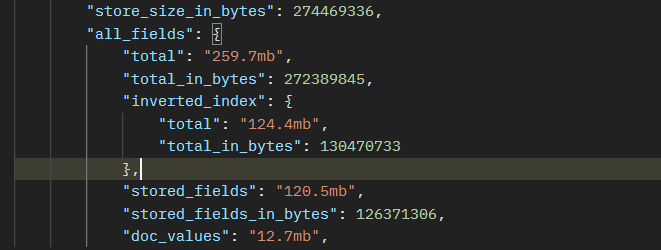 "store_size_in_bytes": 274469336,
"all_fields": {
"total": "259.7mb",
"total_in_bytes": 272389845,
"inverted_index": {
"total": "124.4mb",
"total_in_bytes": 130470733
},
"stored_fields": "120.5mb",
"stored_fields_in_bytes": 126371306,
"doc_values": "12.7mb",